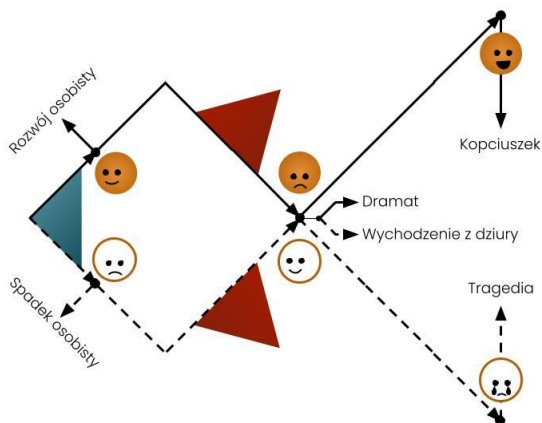 Rozwój osobisty
Kopciuszek
Dramat
Wychodzenie z dziury
Spadek osobisty
Tragedia